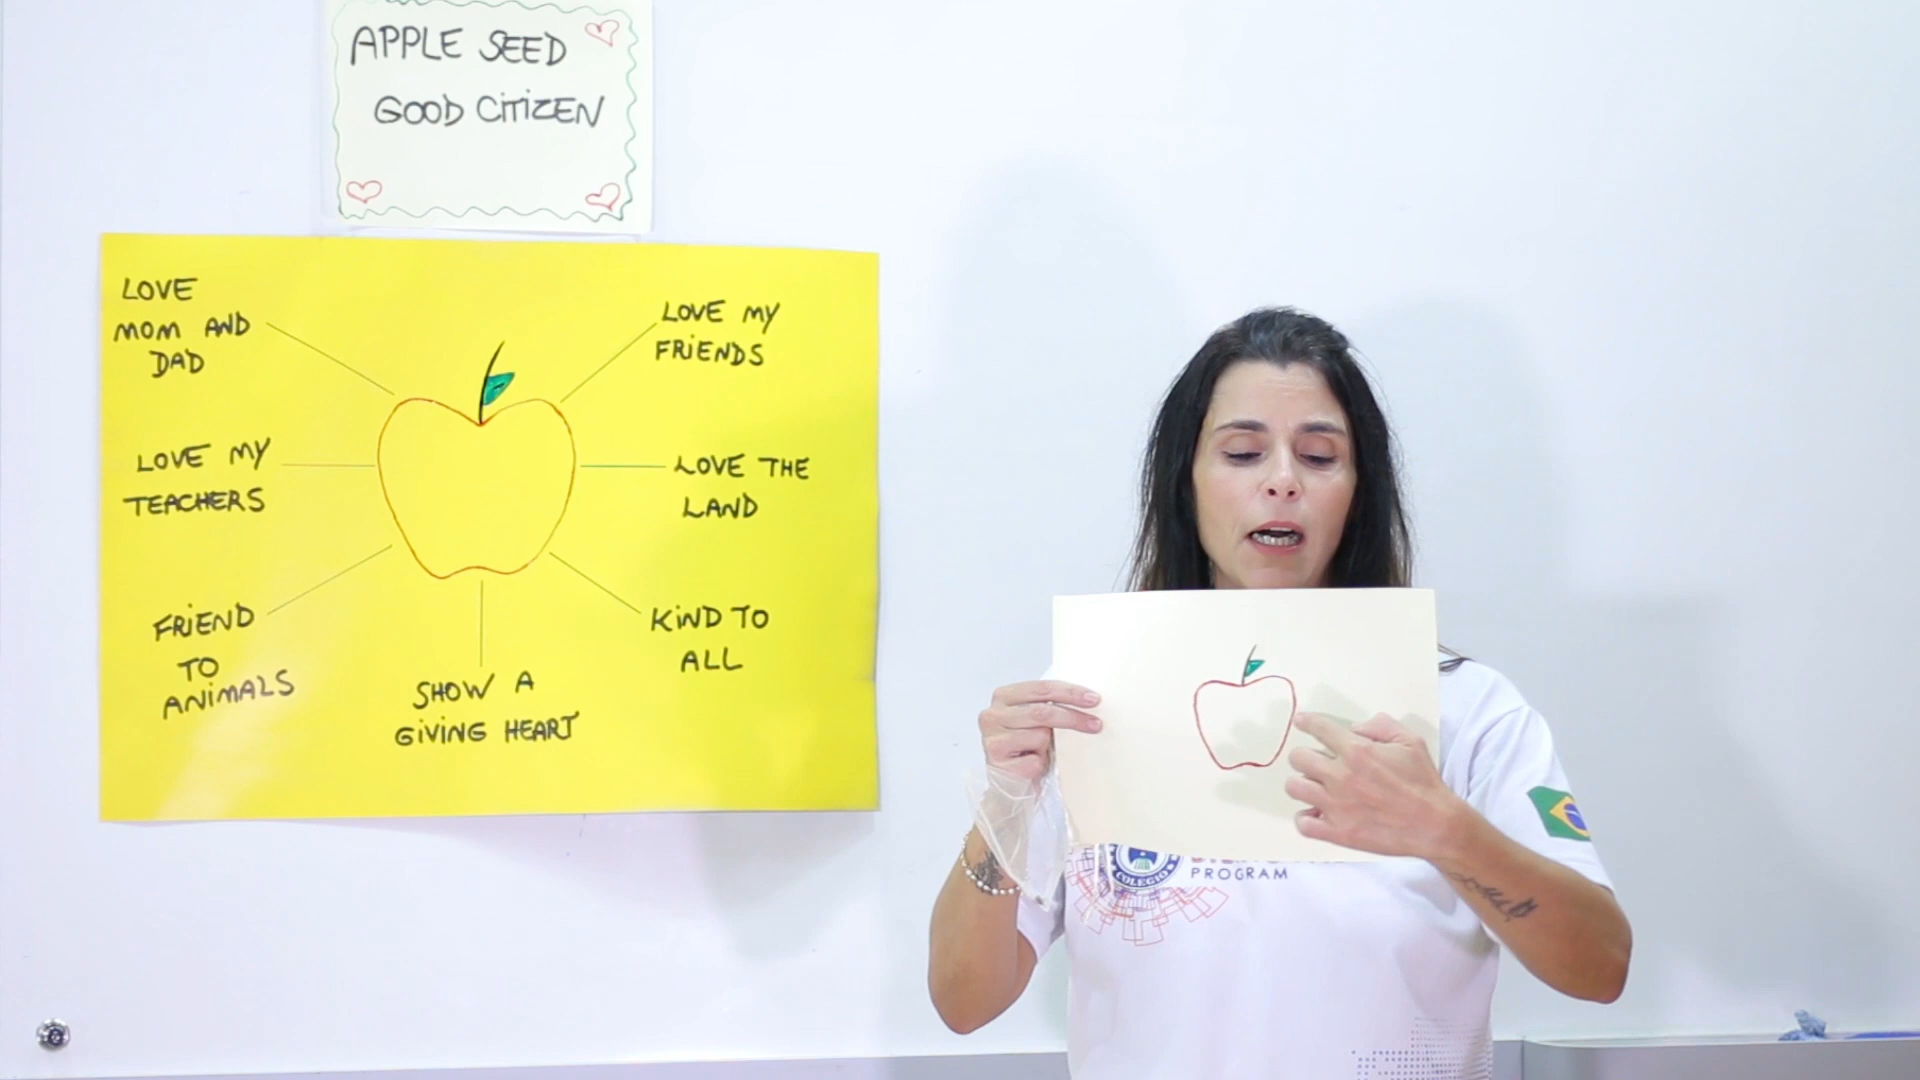 APPLE SEED
GOOD CITIZEN
LOVE
MOM AND
DAD
LOVE MY
FRIENDS
LOVE MY
TEACHERS
LOVE THE
LAND
FRIEND
TO
ANIMALS
SHOW A
GIVING HEART
KIND TO
ALL
COLEGIO
PROGRAM